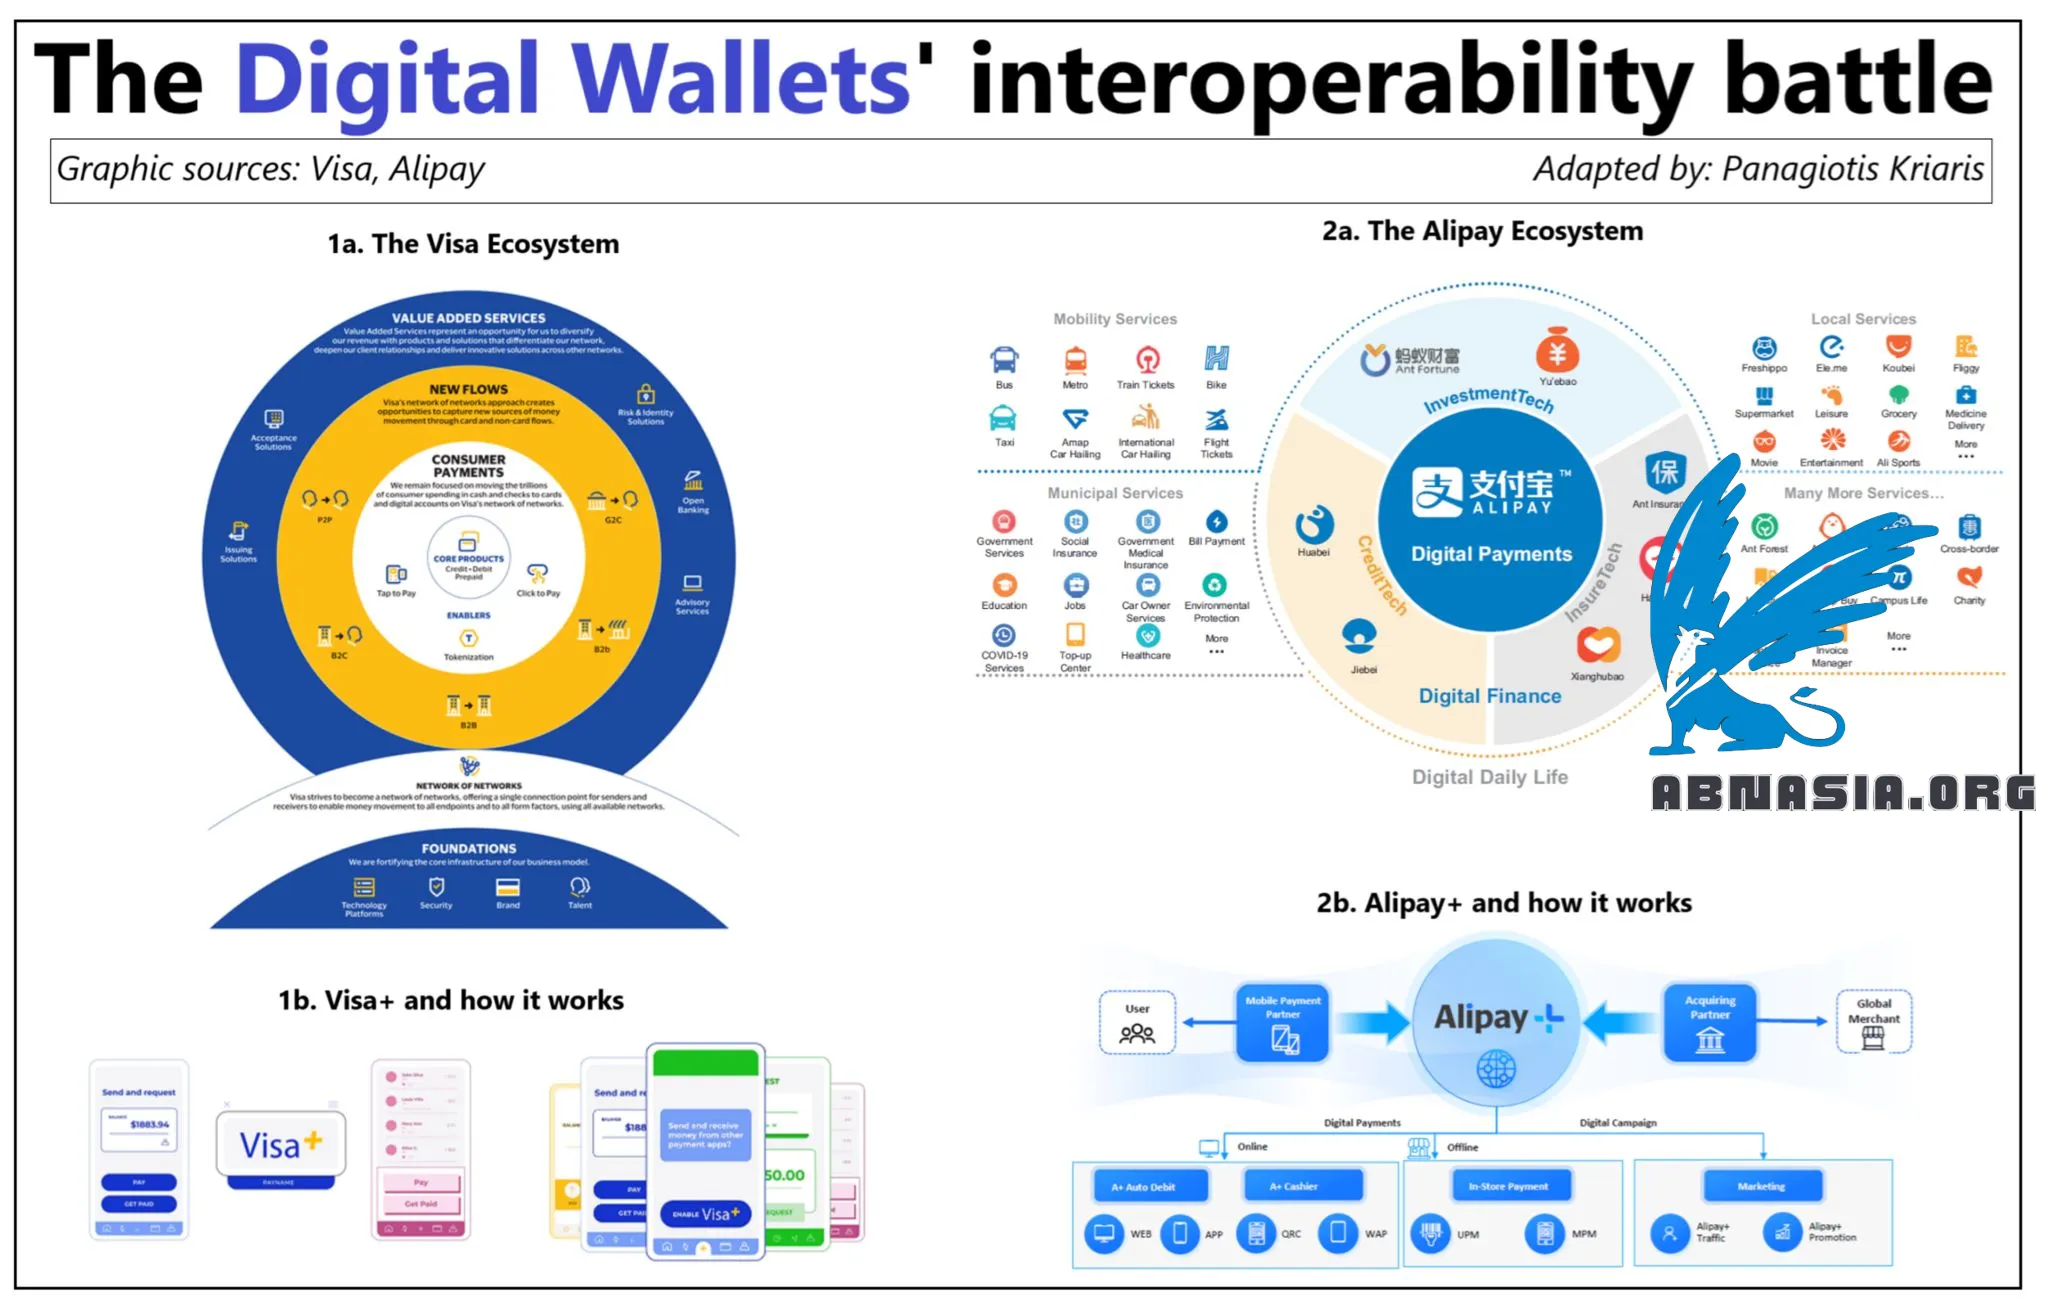 The Digital Wallets' interoperability battle
Graphic sources: Visa, Alipay
Adapted by: Panagiotis Kriaris
1a. The Visa Ecosystem
VALUE ADDED SERVICES
Value Added Services represent an opportunity for us to diversify
our revenue with products and solutions that differentiate our network,
deepen our client relationships and deliver innovative solutions across other networks.
Acceptance
Solutions
Risk & Identity
Solutions
Issuing
Solutions
Open
Banking
Advisory
Services
NEW FLOWS
Visa's network of networks approach creates
opportunities to capture new sources of money
movement through card and non-card flows.
P2P
G2C
B2C
B2b
B2B
CONSUMER
PAYMENTS
We remain focused on moving the trillions
of consumer spending in cash and checks to cards
and digital accounts on Visa's network of networks.
CORE PRODUCTS
Credit • Debit
Prepaid
Tap to Pay
Click to Pay
ENABLERS
T
Tokenization
NETWORK OF NETWORKS
Visa strives to become a network of networks, offering a single connection point for senders and
receivers to enable money movement to all endpoints and to all form factors, using all available networks.
FOUNDATIONS
We are fortifying the core infrastructure of our business model.
Technology
Platforms
Security
Brand
Talent
1b. Visa+ and how it works
Send and request
BALANCE
$1883.94
PAY
GET PAID
Visa+
PAYNAME
Pay
Get Paid
Send and re
$188
PAY
GET PAI
Send and receive
money from other
payment apps?
ENABLE Visa+
EST
50.00
QUEST
2a. The Alipay Ecosystem
Mobility Services
Bus
Metro
Train Tickets
Bike
Taxi
Amap
Car Hailing
International
Car Hailing
Flight
Tickets
Municipal Services
Government
Services
Social
Insurance
Government
Medical
Insurance
Bill Payment
Education
Jobs
Car Owner
Services
Environmental
Protection
COVID-19
Services
Top-up
Center
Healthcare
More
•••
蚂蚁财富
Ant Fortune
¥
Yu'ebao
InvestmentTech
支 支付宝™
ALIPAY
Digital Payments
Huabei
CreditTech
Jiebei
保
Ant Insuran
InsureTech
Xianghubao
Digital Finance
Digital Daily Life
Local Services
Freshippo
Ele.me
Koubei
Fliggy
Supermarket
Leisure
Grocery
Medicine
Delivery
Movie
Entertainment
Ali Sports
More
•••
Many More Services...
Ant Forest
Cross-border
Buy
π
Campus Life
Charity
Invoice
Manager
More
•••
ABNASIA.ORG
2b. Alipay+ and how it works
User
Mobile Payment
Partner
Alipay+
Acquiring
Partner
Global
Merchant
Digital Payments
Digital Campaign
Online
Offline
A+ Auto Debit
A+ Cashier
In-Store Payment
Marketing
WEB
APP
QRC
WAP
UPM
MPM
Alipay+
Traffic
Alipay+
Promotion